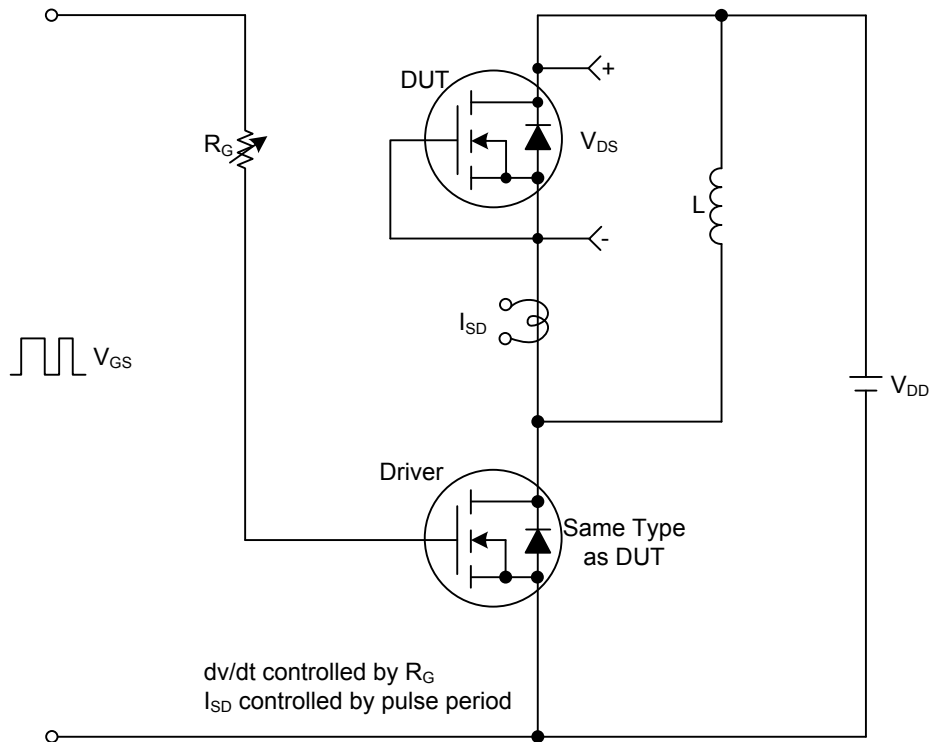 DUT
+
R_G
V_DS
L
-
I_SD
V_GS
V_DD
Driver
Same Type
as DUT
dv/dt controlled by R_G
I_SD controlled by pulse period